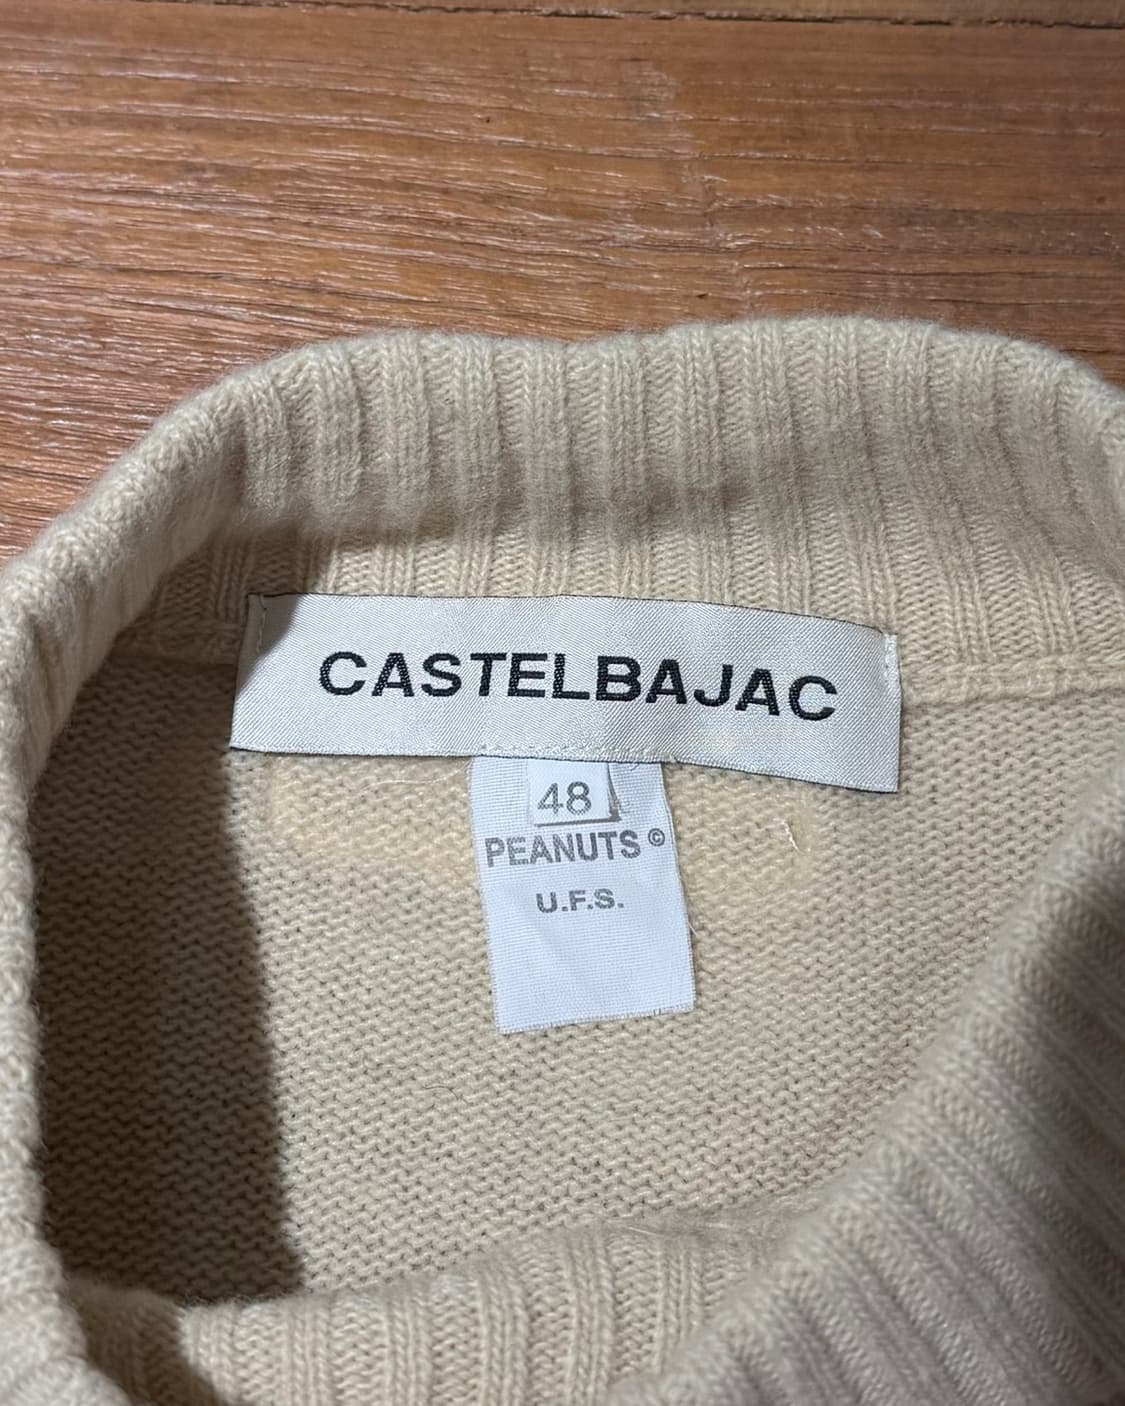 CASTELBAJAC
48
PEANUTS ©
U.F.S.